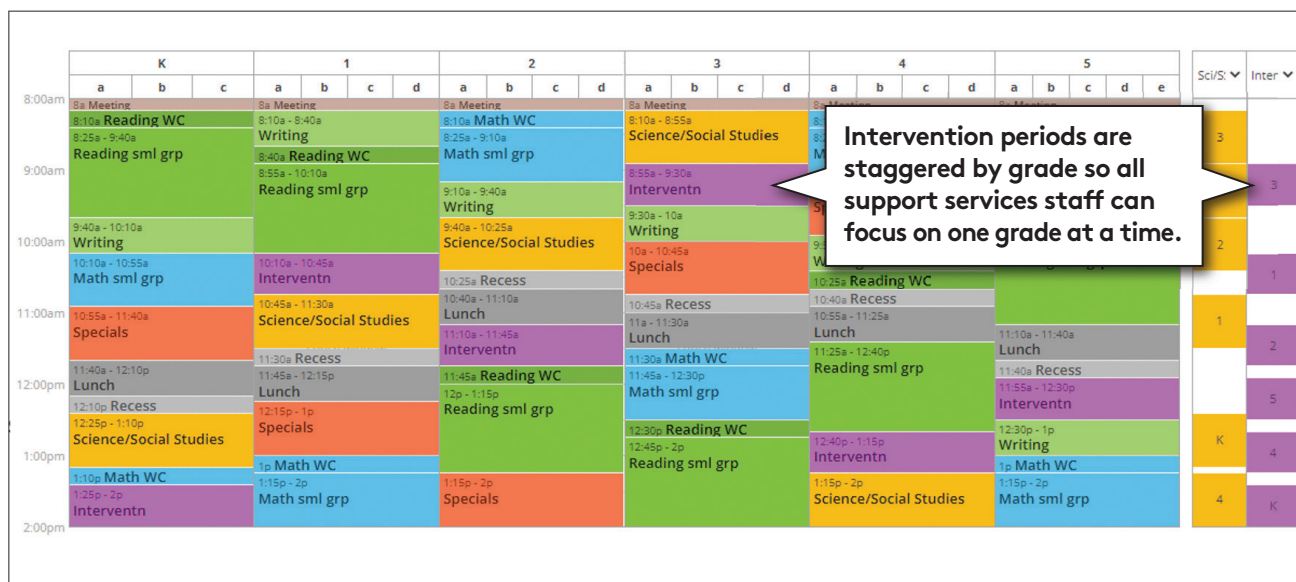 K 1 2 3 4 5 Sci/S: Inter
a b c a b c d a b c d a b c d a b c d a b c d e
8:00am
9:00am
10:00am
11:00am
12:00pm
1:00pm
2:00pm
8a Meeting
8:10a Reading WC
8:25a - 9:40a
Reading sml grp
9:40a - 10:10a
Writing
10:10a - 10:55a
Math sml grp
10:55a - 11:40a
Specials
11:40a - 12:10p
Lunch
12:10p Recess
12:25p - 1:10p
Science/Social Studies
1:10p Math WC
1:25p - 2p
Interventn
8a Meeting
8:10a - 8:40a
Writing
8:40a Reading WC
8:55a - 10:10a
Reading sml grp
10:10a - 10:45a
Interventn
10:45a - 11:30a
Science/Social Studies
11:30a Recess
11:45a - 12:15p
Lunch
12:15p - 1p
Specials
1p Math WC
1:15p - 2p
Math sml grp
8a Meeting
8:10a Math WC
8:25a - 9:10a
Math sml grp
9:10a - 9:40a
Writing
9:40a - 10:25a
Science/Social Studies
10:25a Recess
10:40a - 11:10a
Lunch
11:10a - 11:45a
Interventn
11:45a Reading WC
12p - 1:15p
Reading sml grp
1:15p - 2p
Specials
8a Meeting
8:10a - 8:55a
Science/Social Studies
8:55a - 9:30a
Interventn
9:30a - 10a
Writing
10a - 10:45a
Specials
10:45a Recess
11a - 11:30a
Lunch
11:30a Math WC
11:45a - 12:30p
Math sml grp
12:30p Reading WC
12:45p - 2p
Reading sml grp
8a Meeting
10:25a Reading WC
10:40a Recess
10:55a - 11:25a
Lunch
11:25a - 12:40p
Reading sml grp
12:40p - 1:15p
Interventn
1:15p - 2p
Science/Social Studies
8a Meeting
11:10a - 11:40a
Lunch
11:40a Recess
11:55a - 12:30p
Interventn
12:30p - 1p
Writing
1p Math WC
1:15p - 2p
Math sml grp
Intervention periods are
staggered by grade so all
support services staff can
focus on one grade at a time.
3
2
1
K
4
3
1
2
5
4
K